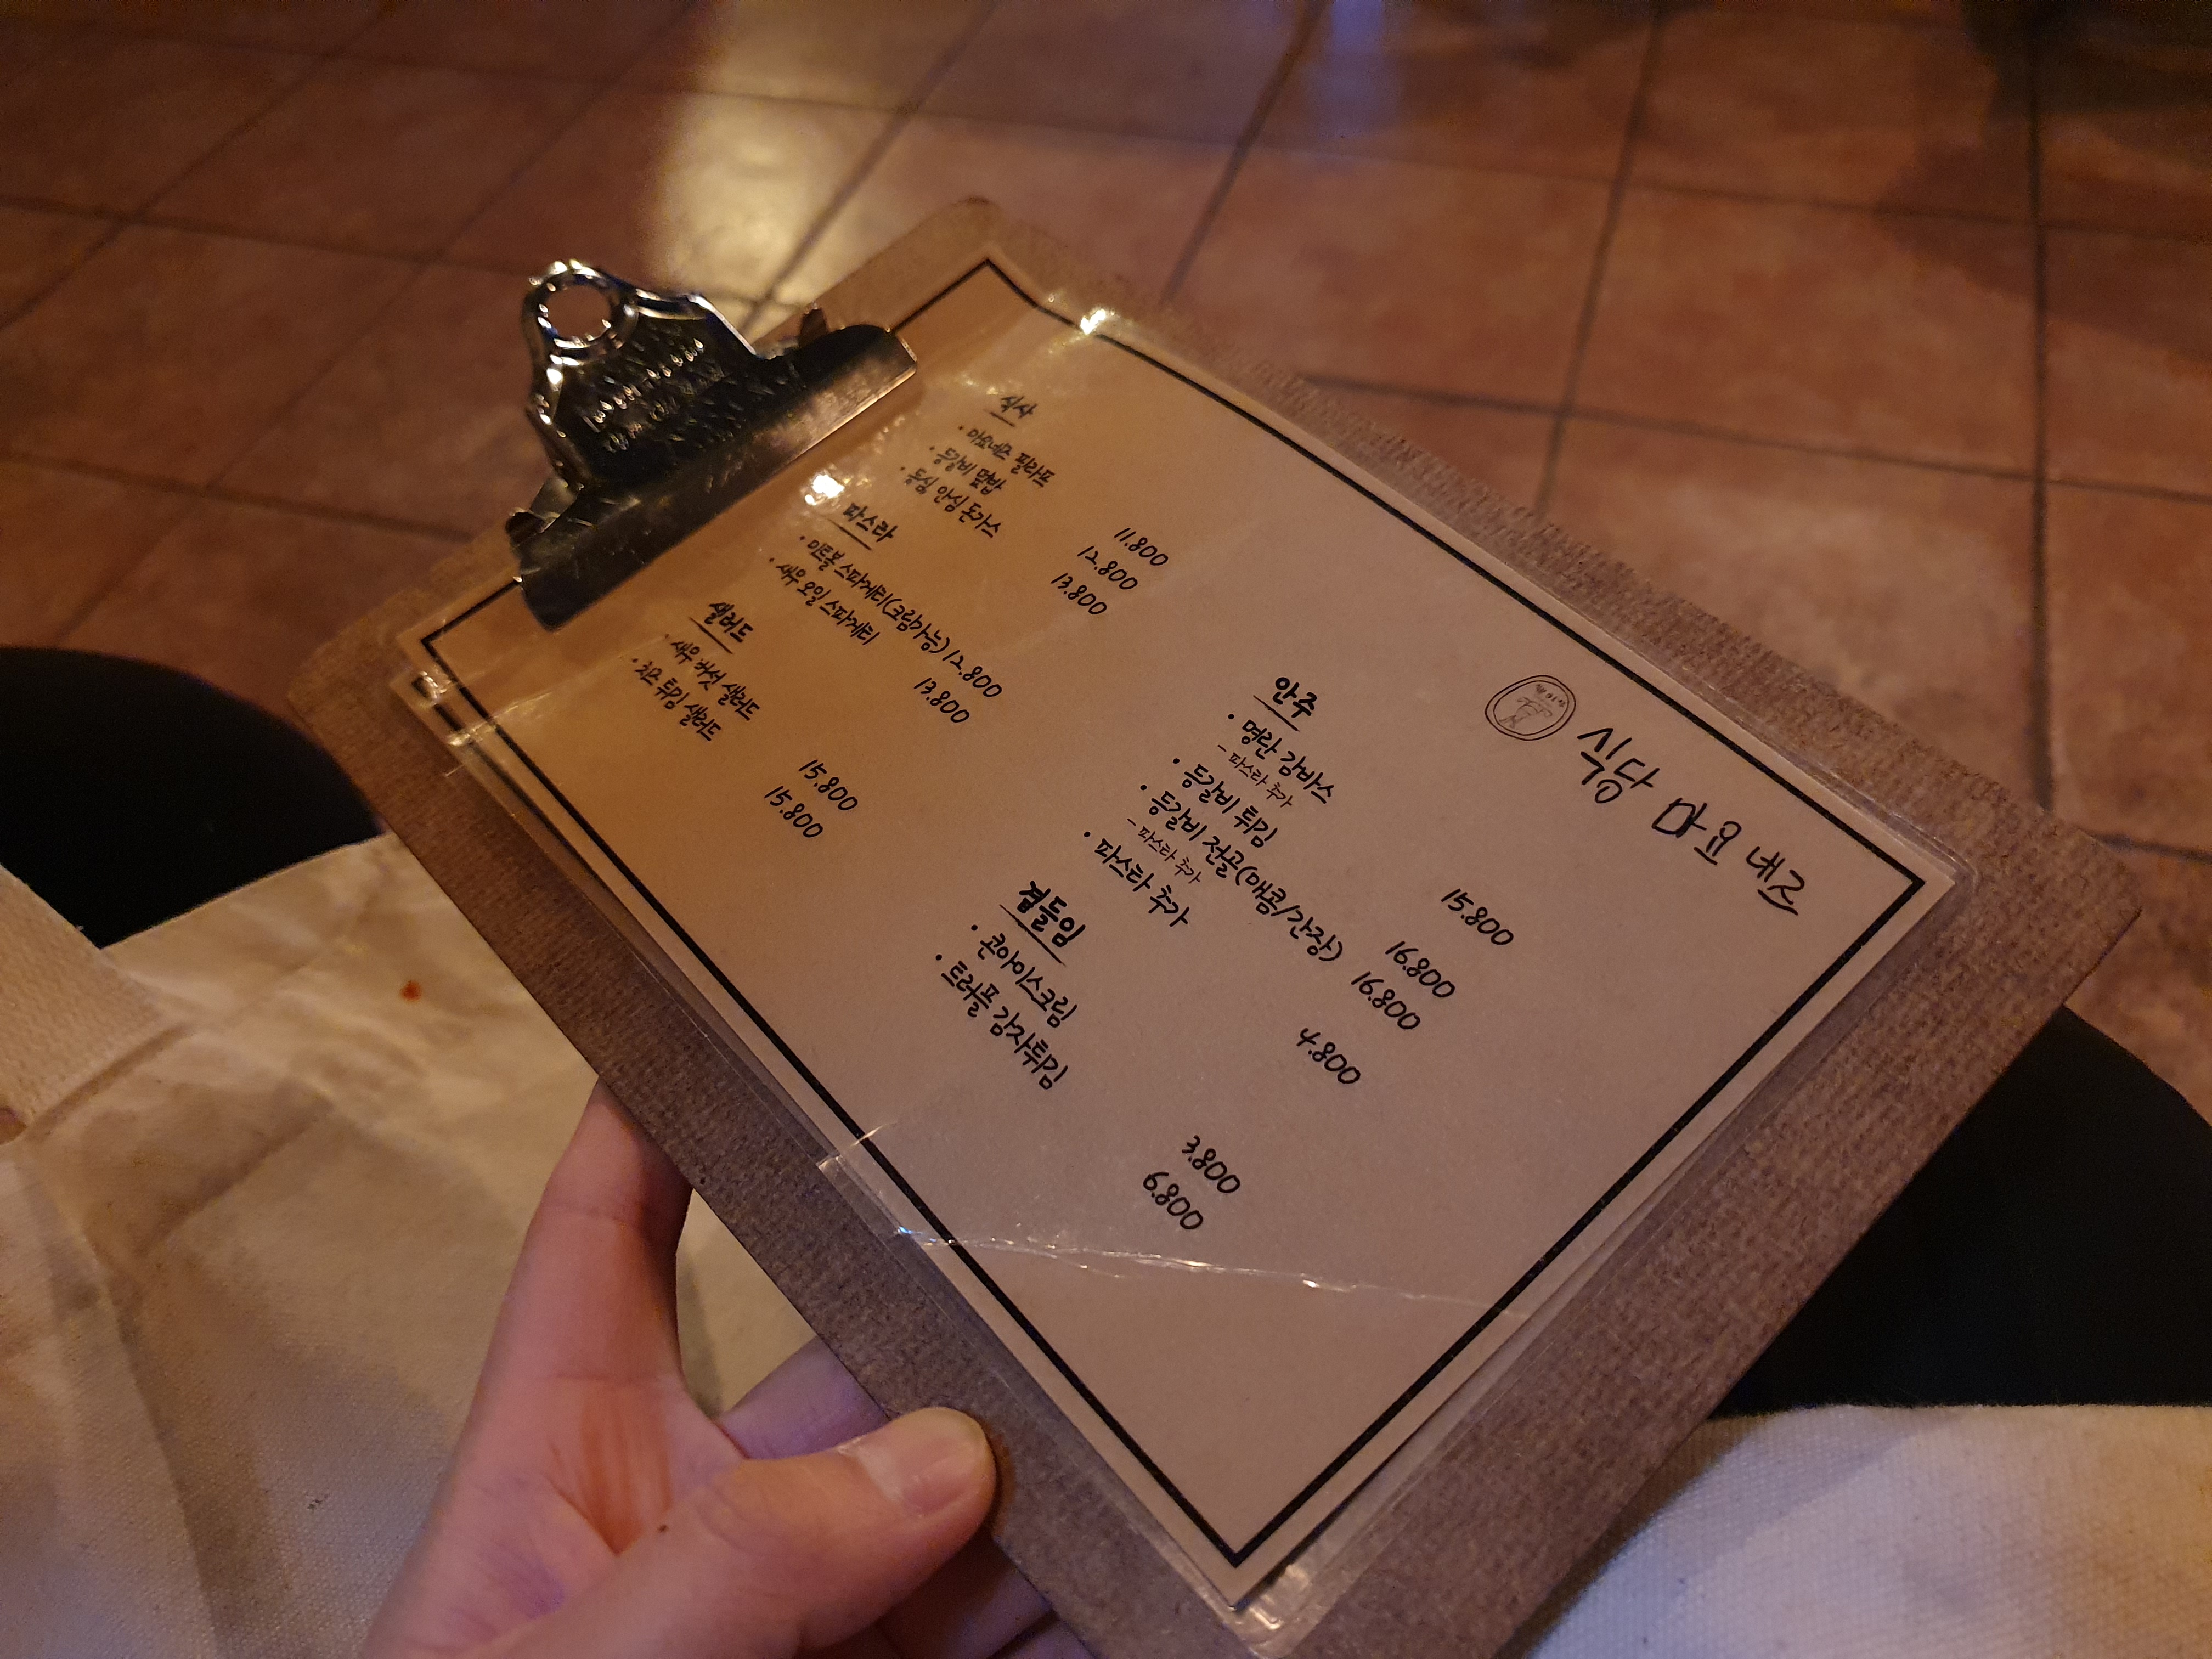 식사
· 마요네즈 필라프 11.800
· 등갈비 덮밥 12.800
· 등심 안심 돈가스 13.800
파스타
· 미트볼 스파게티(크림가능) 12.800
· 새우 오일 스파게티 13.800
샐러드
· 새우 버섯 샐러드 15.800
· 치즈 튀김 샐러드 15.800
식당 마요네즈
안주
· 명란 감바스 15.800
- 파스타 추가
· 등갈비 튀김 16.800
· 등갈비 전골(매콤/간장) 16.800
- 파스타 추가
· 파스타 추가 4.800
곁들임
· 콘아이스크림 3.800
· 트러플 감자튀김 6.800